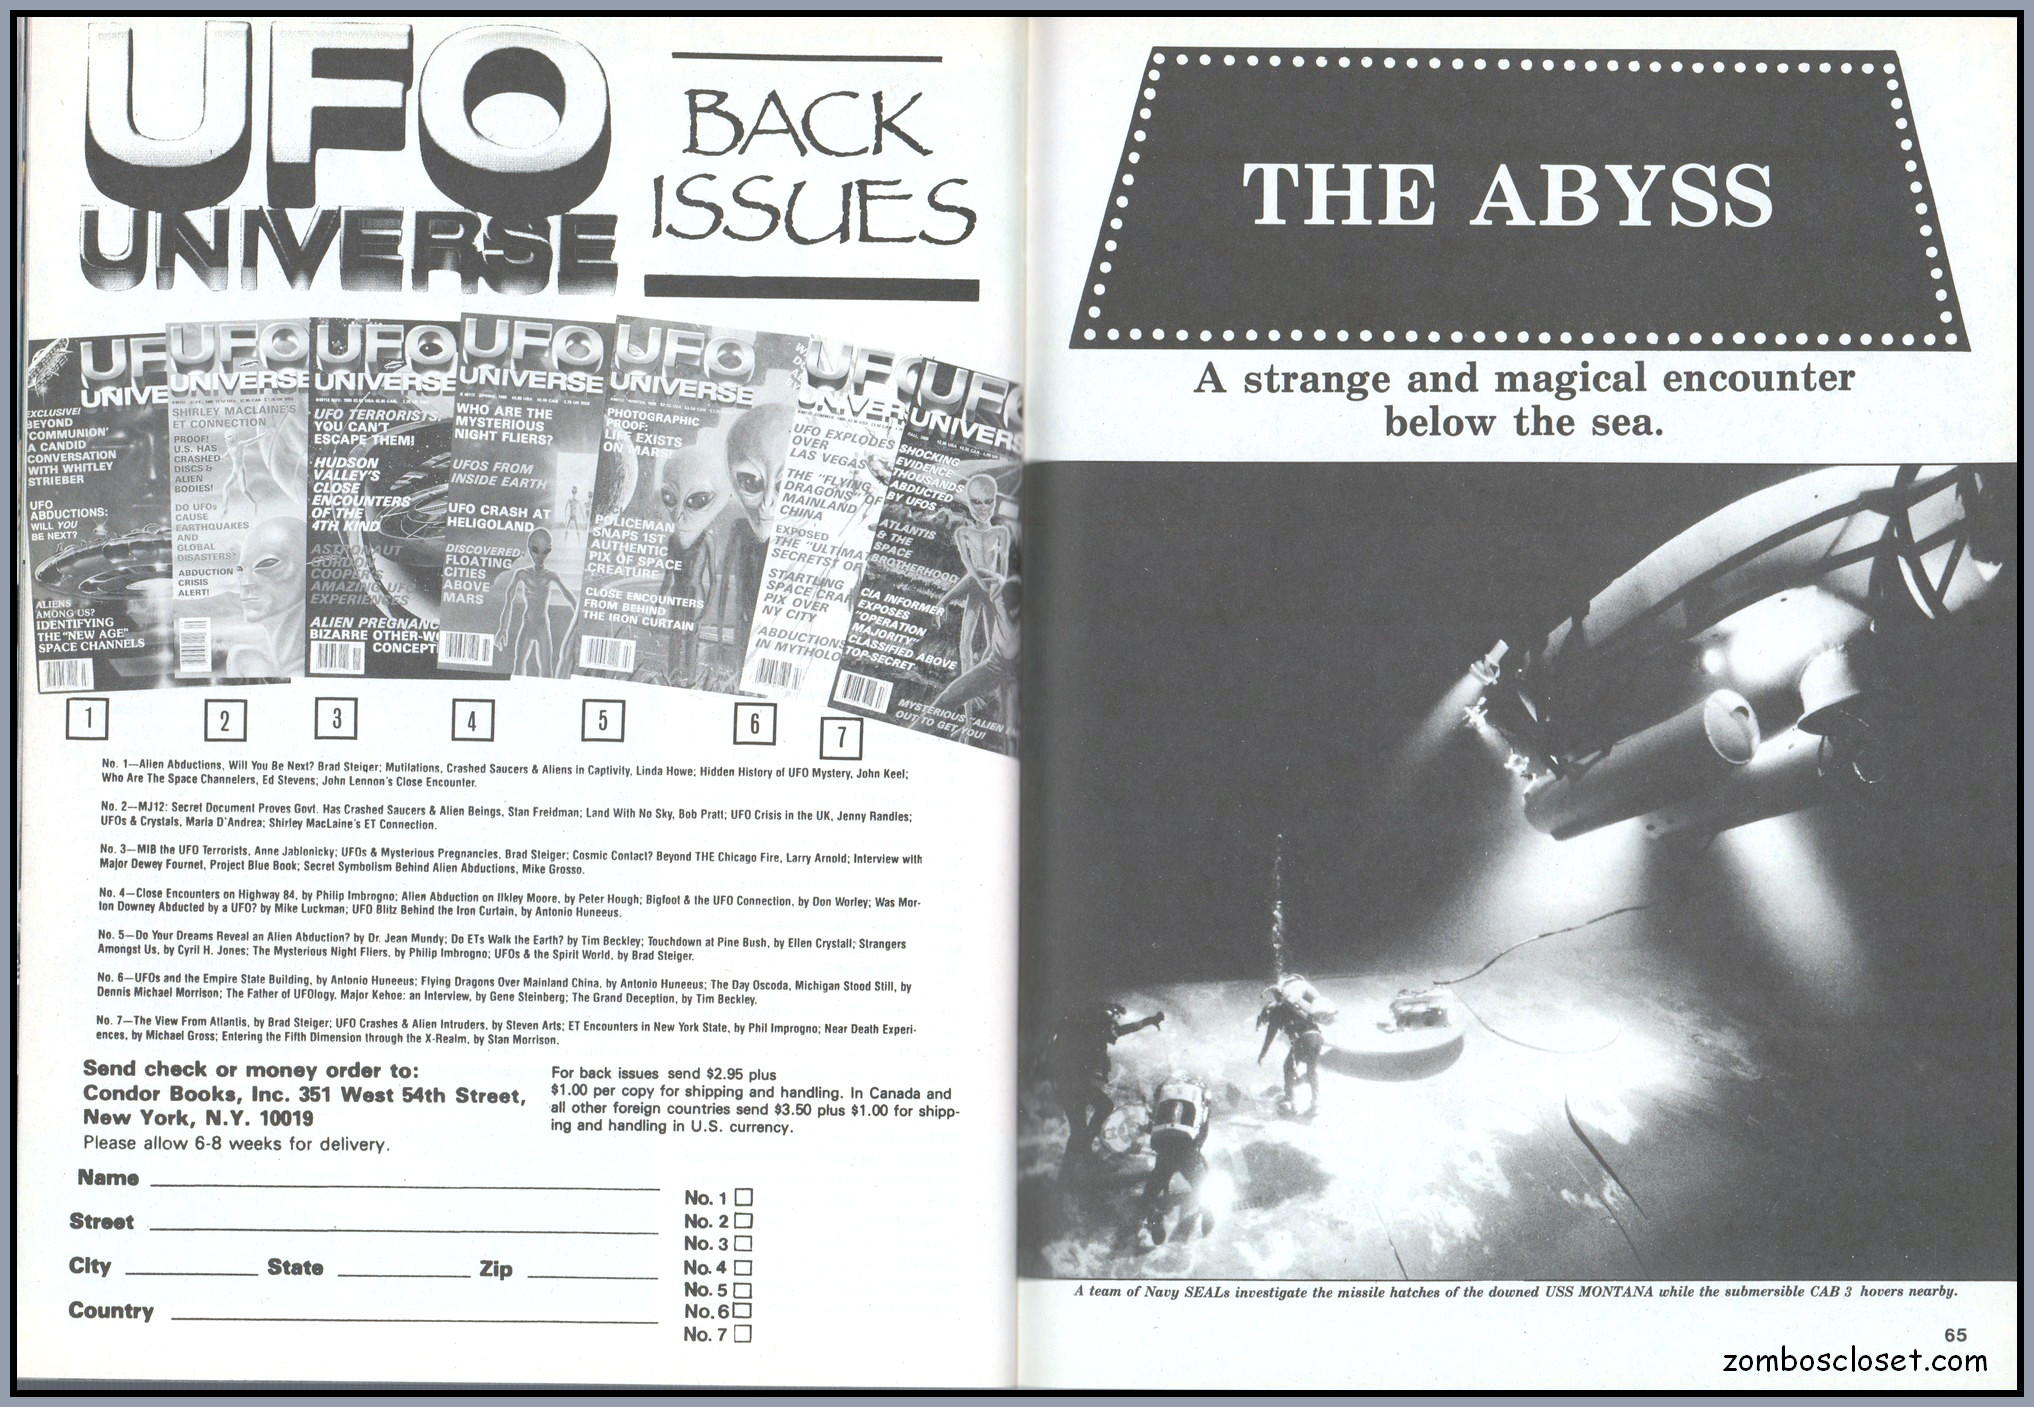 UFO
UNIVERSE
BACK
ISSUES
UF
UNIVE
EXCLUSIVE!
BEYOND
'COMMUNION'
A CANDID
CONVERSATION
WITH WHITLEY
STRIEBER
UFO
ABDUCTIONS:
WILL YOU
BE NEXT?
ALIENS
AMONG US?
IDENTIFYING
THE "NEW AGE"
SPACE CHANNELS
UFO
UNIVERSE
SHIRLEY MACLAINE'S
ET CONNECTION
PROOF!
U.S. HAS
CRASHED
DISCS &
ALIEN
BODIES!
DO UFOs
CAUSE
EARTHQUAKES
AND
GLOBAL
DISASTERS?
ABDUCTION
CRISIS
ALERT!
UFO
UNIVERSE
UFO TERRORISTS,
YOU CAN'T
ESCAPE THEM!
HUDSON
VALLEY'S
CLOSE
ENCOUNTERS
OF THE
4TH KIND
ASTRONAUT
GORDON
COOPER'S
AMAZING UFO
EXPERIENCES
ALIEN PREGNANC
BIZARRE OTHER-W
CONCEPT
UFO
UNIVERSE
WHO ARE THE
MYSTERIOUS
NIGHT FLIERS?
UFOS FROM
INSIDE EARTH
UFO CRASH AT
HELIGOLAND
DISCOVERED:
FLOATING
CITIES
ABOVE
MARS
UFO
UNIVERSE
PHOTOGRAPHIC
PROOF:
LIFE EXISTS
ON MARS!
POLICEMAN
SNAPS 1ST
AUTHENTIC
PIX OF SPACE
CREATURE
CLOSE ENCOUNTERS
FROM BEHIND
THE IRON CURTAIN
UFO
UNIVER
UFO EXPLODES
OVER
LAS VEGAS
THE "FLYING
DRAGONS" OF
MAINLAND
CHINA
EXPOSED
THE "ULTIMA
SECRETS" OF
STARTLING
SPACE CRAF
PIX OVER
NY CITY
ABDUCTIONS
IN MYTHOLO
UF
UNIVERS
SHOCKING
EVIDENCE
THOUSANDS
ABDUCTED
BY UFOS
ATLANTIS
& THE
SPACE
BROTHERHOOD
CIA INFORMER
EXPOSES
"OPERATION
MAJORITY"
CLASSIFIED ABOVE
TOP-SECRET
MYSTERIOUS "ALIEN
OUT TO GET YOU!
1
2
3
4
5
6
7
No. 1—Alien Abductions, Will You Be Next? Brad Steiger; Mutilations, Crashed Saucers & Aliens in Captivity, Linda Howe; Hidden History of UFO Mystery, John Keel;
Who Are The Space Channelers, Ed Stevens; John Lennon's Close Encounter.
No. 2—MJ12: Secret Document Proves Govt. Has Crashed Saucers & Alien Beings, Stan Freidman; Land With No Sky, Bob Pratt; UFO Crisis in the UK, Jenny Randles;
UFOs & Crystals, Maria D'Andrea; Shirley MacLaine's ET Connection.
No. 3—MIB the UFO Terrorists, Anne Jablonicky; UFOs & Mysterious Pregnancies, Brad Steiger; Cosmic Contact? Beyond THE Chicago Fire, Larry Arnold; Interview with
Major Dewey Fournet, Project Blue Book; Secret Symbolism Behind Alien Abductions, Mike Grosso.
No. 4—Close Encounters on Highway 84, by Philip Imbrogno; Alien Abduction on Ilkley Moore, by Peter Hough; Bigfoot & the UFO Connection, by Don Worley; Was Mor-
ton Downey Abducted by a UFO? by Mike Luckman; UFO Blitz Behind the Iron Curtain, by Antonio Huneeus.
No. 5—Do Your Dreams Reveal an Alien Abduction? by Dr. Jean Mundy; Do ETs Walk the Earth? by Tim Beckley; Touchdown at Pine Bush, by Ellen Crystall; Strangers
Amongst Us, by Cyril H. Jones; The Mysterious Night Fliers, by Philip Imbrogno; UFOs & the Spirit World, by Brad Steiger.
No. 6—UFOs and the Empire State Building, by Antonio Huneeus; Flying Dragons Over Mainland China, by Antonio Huneeus; The Day Oscoda, Michigan Stood Still, by
Dennis Michael Morrison; The Father of UFOlogy, Major Kehoe: an Interview, by Gene Steinberg; The Grand Deception, by Tim Beckley.
No. 7—The View From Atlantis, by Brad Steiger; UFO Crashes & Alien Intruders, by Steven Arts; ET Encounters in New York State, by Phil Improgno; Near Death Experi-
ences, by Michael Gross; Entering the Fifth Dimension through the X-Realm, by Stan Morrison.
Send check or money order to:
Condor Books, Inc. 351 West 54th Street,
New York, N.Y. 10019
Please allow 6-8 weeks for delivery.
For back issues send $2.95 plus
$1.00 per copy for shipping and handling. In Canada and
all other foreign countries send $3.50 plus $1.00 for shipp-
ing and handling in U.S. currency.
Name
Street
City State Zip
Country
No. 1
No. 2
No. 3
No. 4
No. 5
No. 6
No. 7
THE ABYSS
A strange and magical encounter
below the sea.
A team of Navy SEALs investigate the missile hatches of the downed USS MONTANA while the submersible CAB 3 hovers nearby.
65
zomboscloset.com